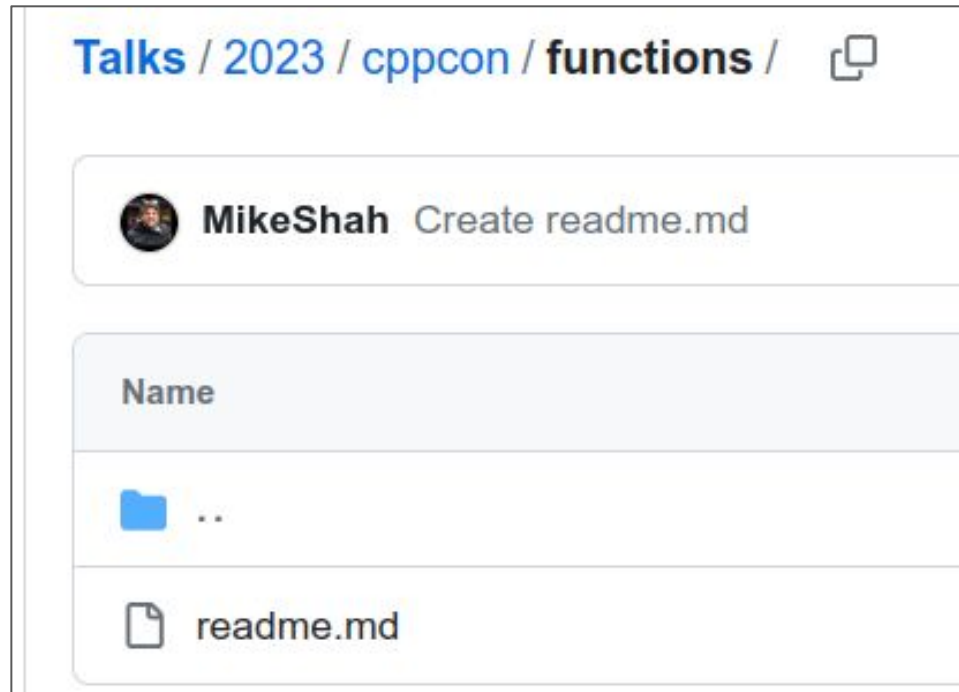 Talks / 2023 / cppcon / functions /
MikeShah Create readme.md
Name
..
readme.md